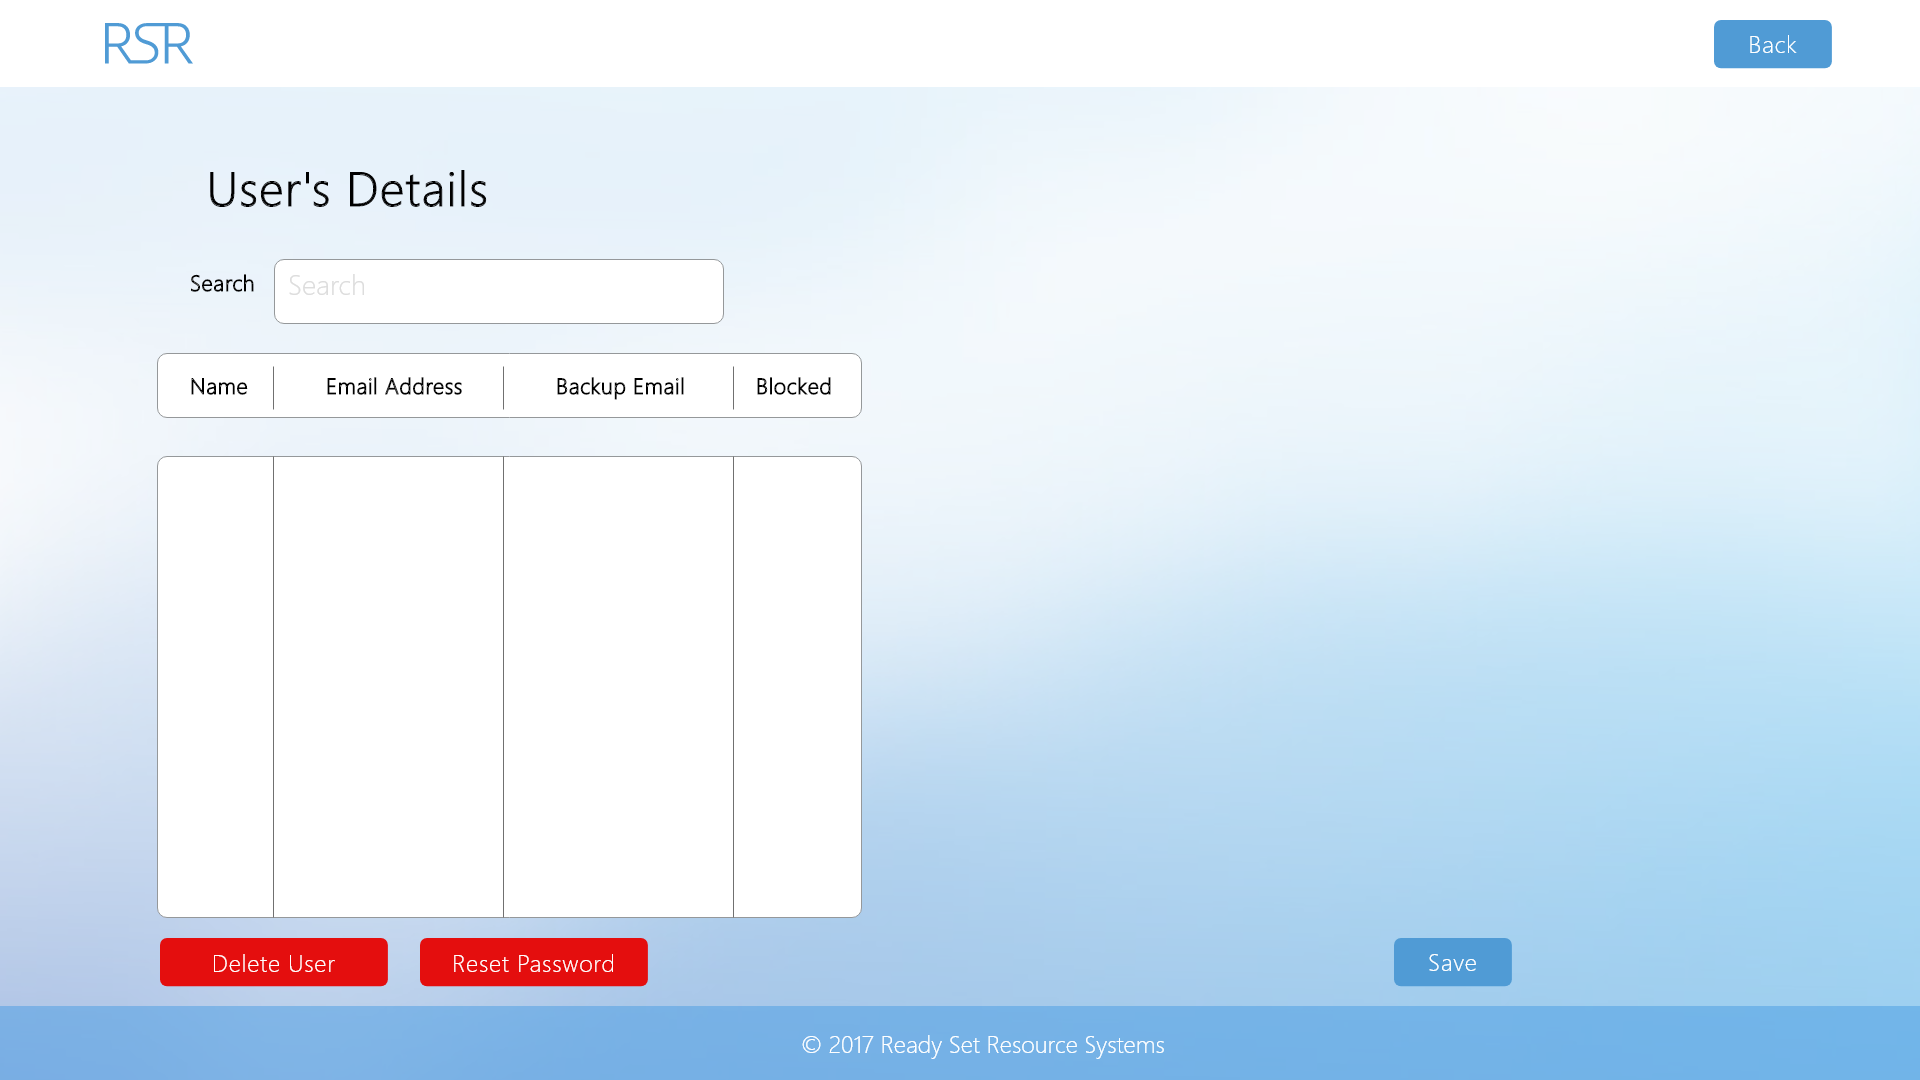 RSR
Back
User's Details
Search
Search
Name
Email Address
Backup Email
Blocked
Delete User
Reset Password
Save
© 2017 Ready Set Resource Systems